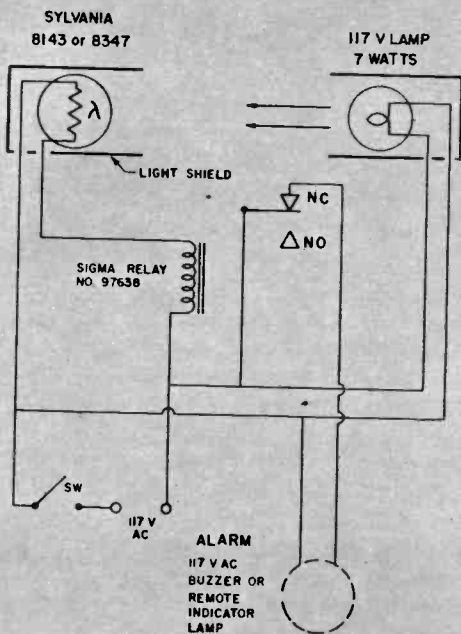 SYLVANIA
8143 or 8347
117 V LAMP
7 WATTS
λ
LIGHT SHIELD
NC
NO
SIGMA RELAY
NO. 97638
SW
117 V
AC
ALARM
117 V AC
BUZZER OR
REMOTE
INDICATOR
LAMP